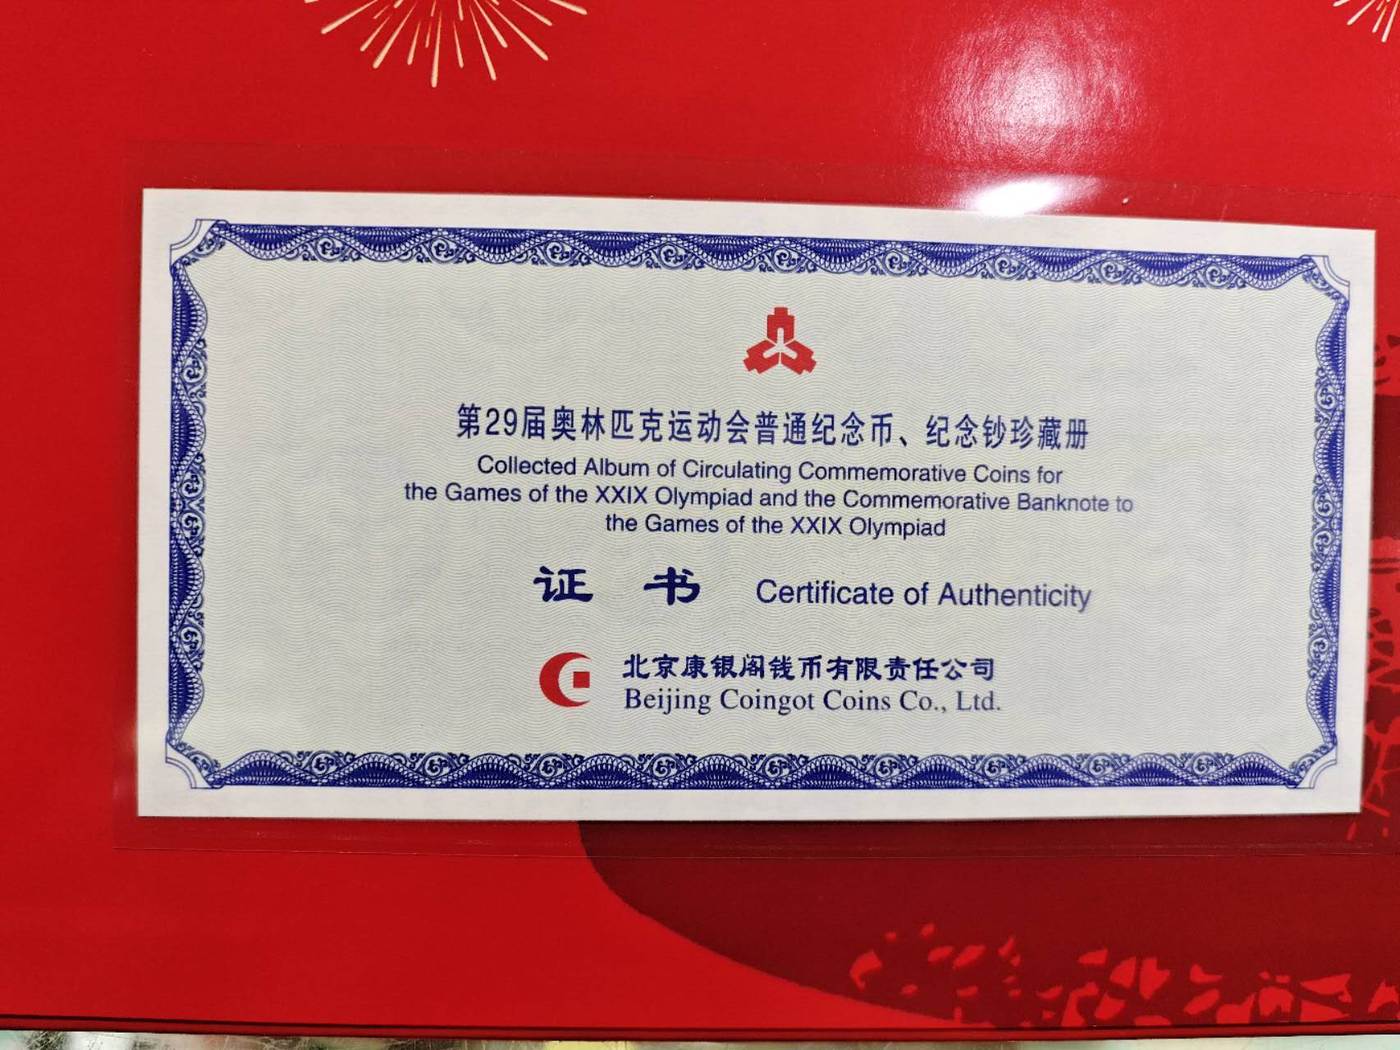 第29届奥林匹克运动会普通纪念币、纪念钞珍藏册
Collected Album of Circulating Commemorative Coins for
the Games of the XXIX Olympiad and the Commemorative Banknote to
the Games of the XXIX Olympiad
证 书 Certificate of Authenticity
北京康银阁钱币有限责任公司
Beijing Coingot Coins Co., Ltd.